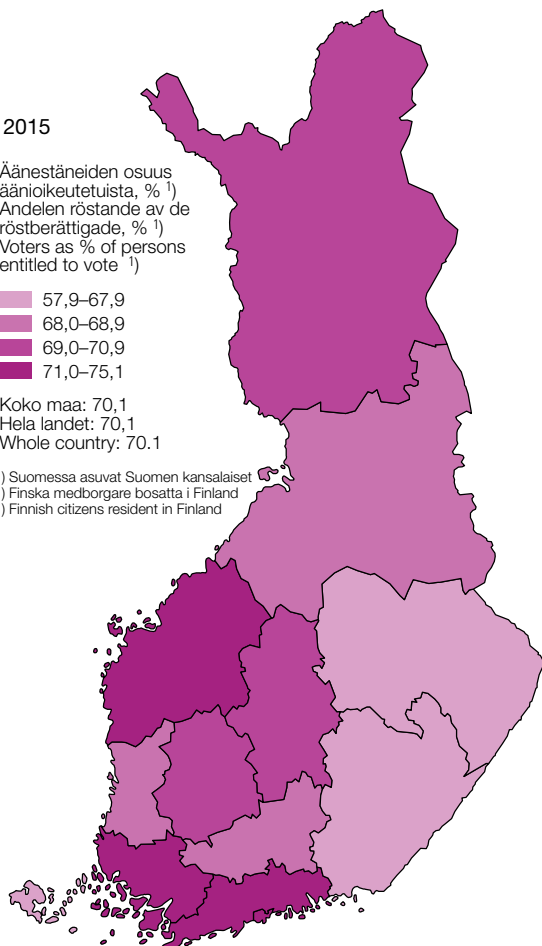 2015
Äänestäneiden osuus
äänioikeutetuista, % ¹)
Andelen röstande av de
röstberättigade, % ¹)
Voters as % of persons
entitled to vote ¹)
57,9–67,9
68,0–68,9
69,0–70,9
71,0–75,1
Koko maa: 70,1
Hela landet: 70,1
Whole country: 70.1
) Suomessa asuvat Suomen kansalaiset
) Finska medborgare bosatta i Finland
) Finnish citizens resident in Finland